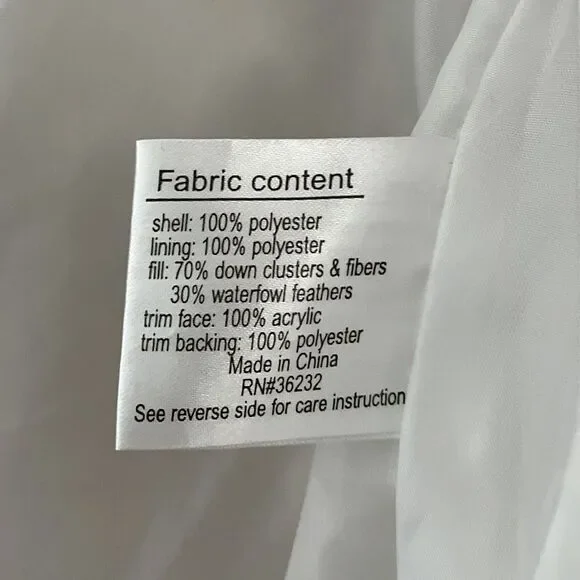 Fabric content
shell: 100% polyester
lining: 100% polyester
fill: 70% down clusters & fibers
30% waterfowl feathers
trim face: 100% acrylic
trim backing: 100% polyester
Made in China
RN#36232
See reverse side for care instruction